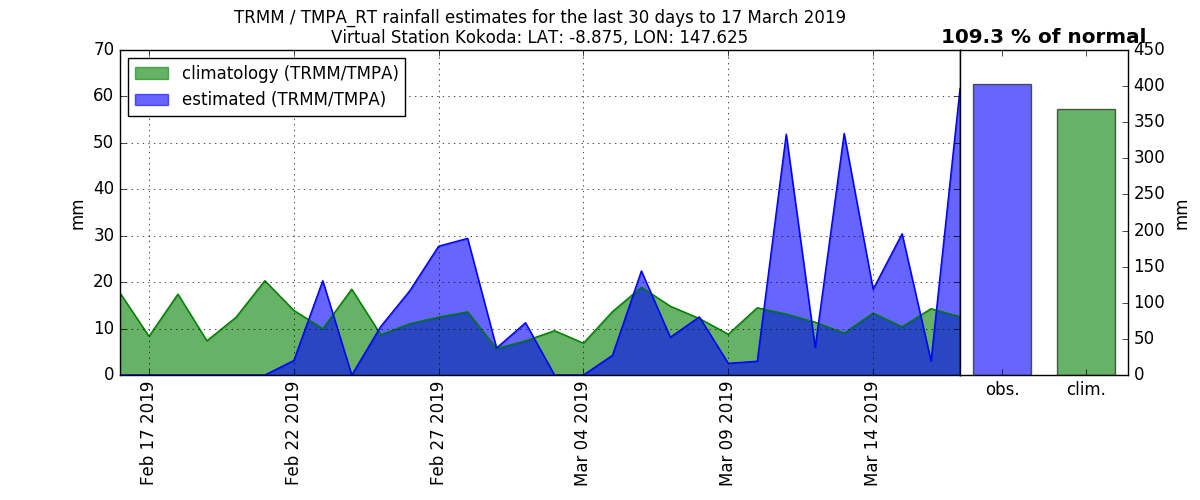 TRMM / TMPA_RT rainfall estimates for the last 30 days to 17 March 2019
Virtual Station Kokoda: LAT: -8.875, LON: 147.625
109.3 % of normal
climatology (TRMM/TMPA)
estimated (TRMM/TMPA)
70
60
50
40
30
20
10
0
mm
450
400
350
300
250
200
150
100
50
0
mm
Feb 17 2019
Feb 22 2019
Feb 27 2019
Mar 04 2019
Mar 09 2019
Mar 14 2019
obs.
clim.